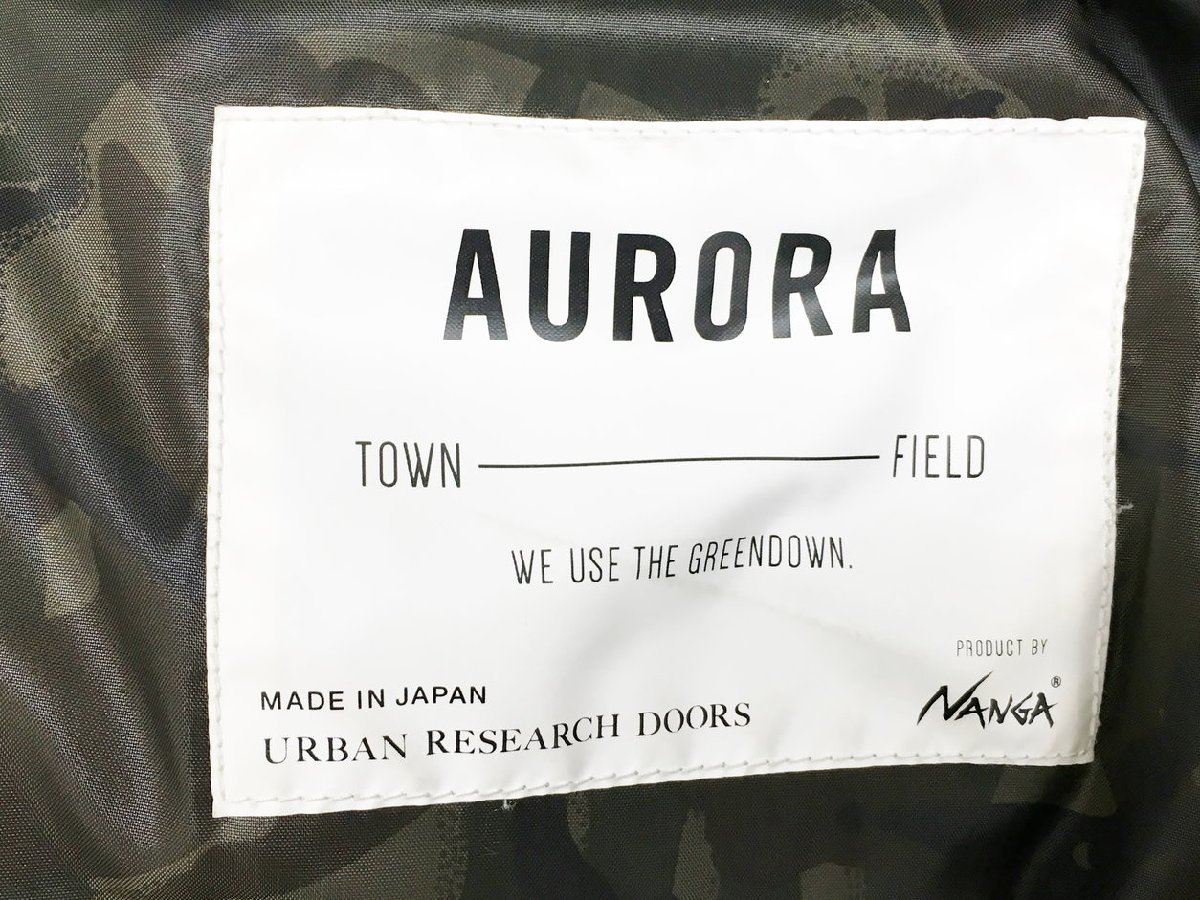 AURORA
TOWN FIELD
WE USE THE GREENDOWN.
PRODUCT BY
NANGA®
MADE IN JAPAN
URBAN RESEARCH DOORS